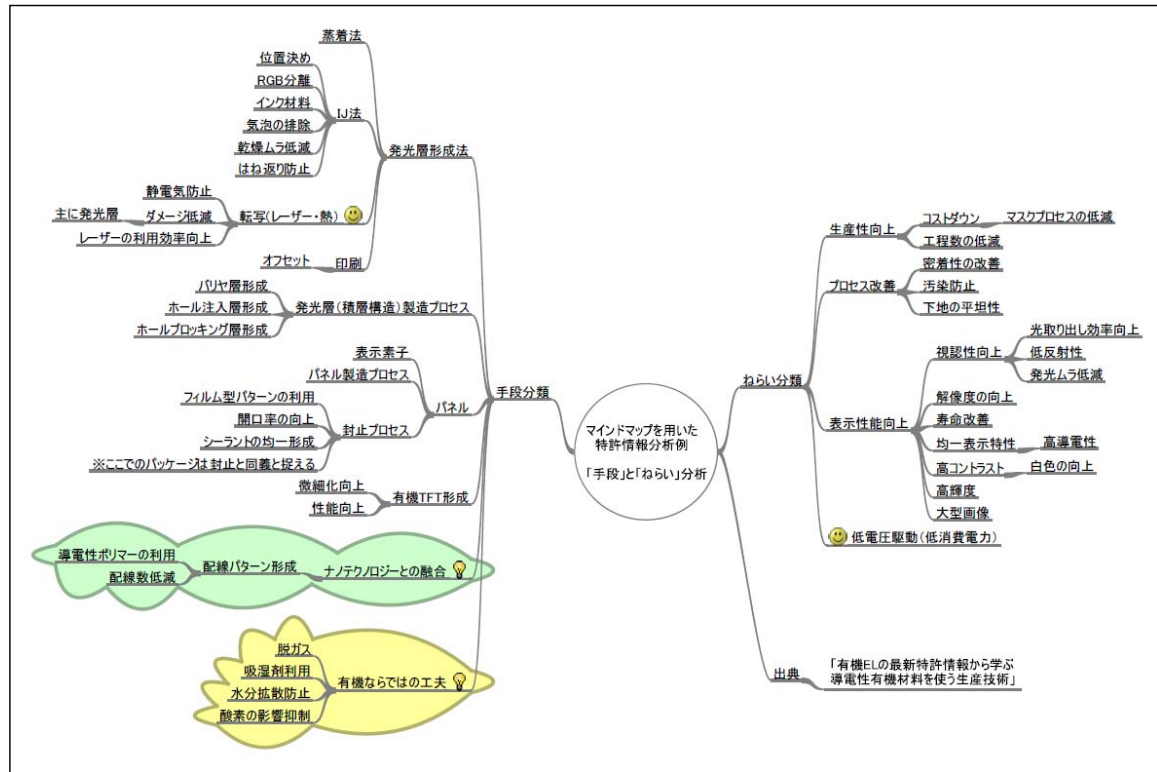 蒸着法
位置決め
RGB分離
インク材料
気泡の排除
乾燥ムラ低減
はね返り防止
IJ法
発光層形成法
静電気防止
主に発光層
ダメージ低減
レーザーの利用効率向上
転写(レーザー・熱)
オフセット
印刷
バリヤ層形成
ホール注入層形成
ホールブロッキング層形成
発光層(積層構造)製造プロセス
表示素子
パネル製造プロセス
フィルム型パターンの利用
開口率の向上
シーラントの均一形成
※ここでのパッケージは封止と同義と捉える
封止プロセス
パネル
手段分類
微細化向上
性能向上
有機TFT形成
導電性ポリマーの利用
配線数低減
配線パターン形成
ナノテクノロジーとの融合
脱ガス
吸湿剤利用
水分拡散防止
酸素の影響抑制
有機ならではの工夫
マインドマップを用いた
特許情報分析例
「手段」と「ねらい」分析
ねらい分類
生産性向上
コストダウン
マスクプロセスの低減
工程数の低減
プロセス改善
密着性の改善
汚染防止
下地の平坦性
表示性能向上
視認性向上
光取り出し効率向上
低反射性
発光ムラ低減
解像度の向上
寿命改善
均一表示特性
高導電性
高コントラスト
白色の向上
高輝度
大型画像
低電圧駆動(低消費電力)
出典
「有機ELの最新特許情報から学ぶ
導電性有機材料を使う生産技術」